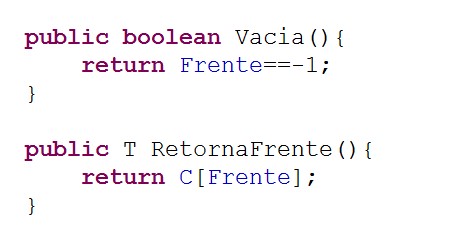 public boolean Vacia(){
    return Frente==-1;
}
public T RetornaFrente(){
    return C[Frente];
}